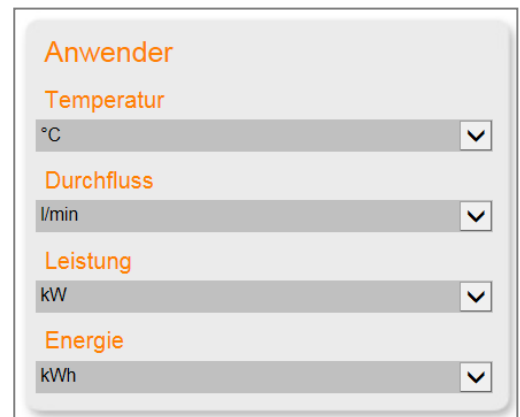 Anwender
Temperatur
°C
Durchfluss
l/min
Leistung
kW
Energie
kWh